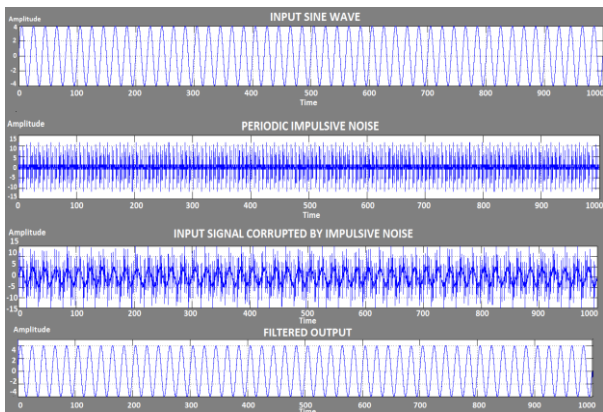 INPUT SINE WAVE
Amplitude
4
2
0
-2
-4
0 100 200 300 400 500 600 700 800 900 1000
Time
PERIODIC IMPULSIVE NOISE
Amplitude
15
10
5
0
-5
-10
-15
0 100 200 300 400 500 600 700 800 900 1000
Time
INPUT SIGNAL CORRUPTED BY IMPULSIVE NOISE
Amplitude
15
10
5
0
-5
-10
-15
0 100 200 300 400 500 600 700 800 900 1000
Time
FILTERED OUTPUT
Amplitude
4
2
0
-2
-4
0 100 200 300 400 500 600 700 800 900 1000
Time